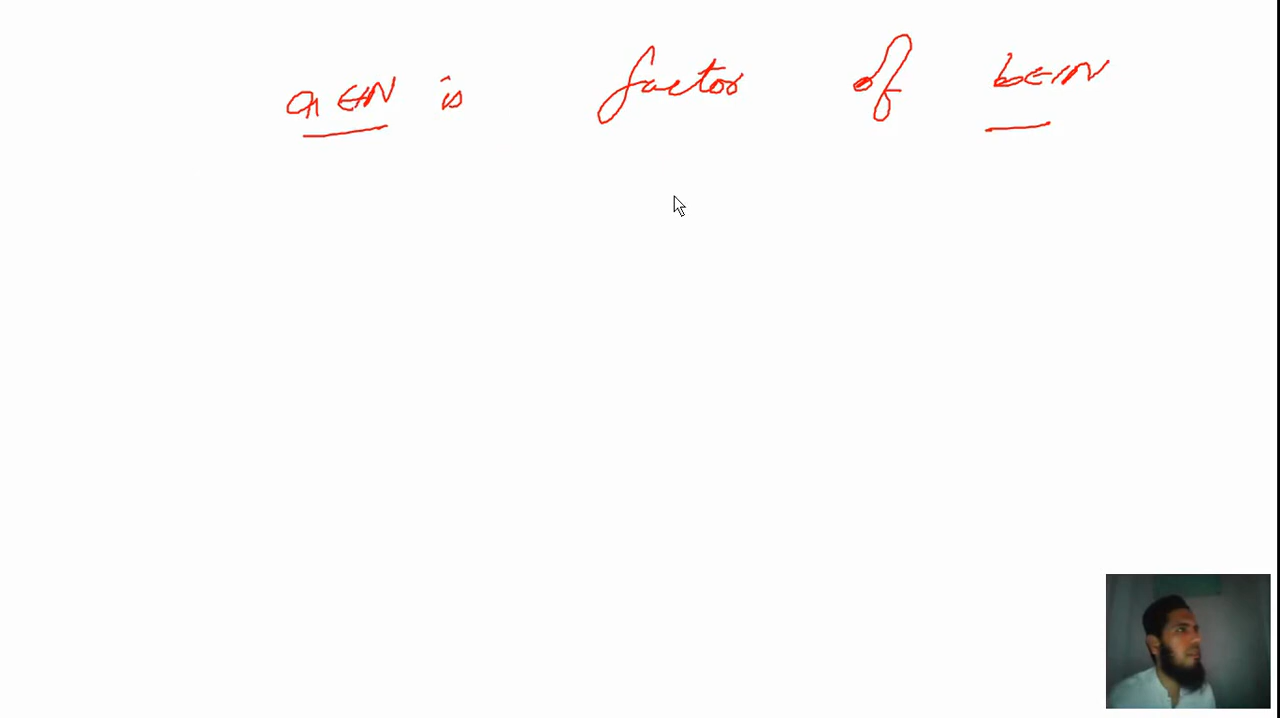 a ∈ ℕ is factor of b ∈ ℕ